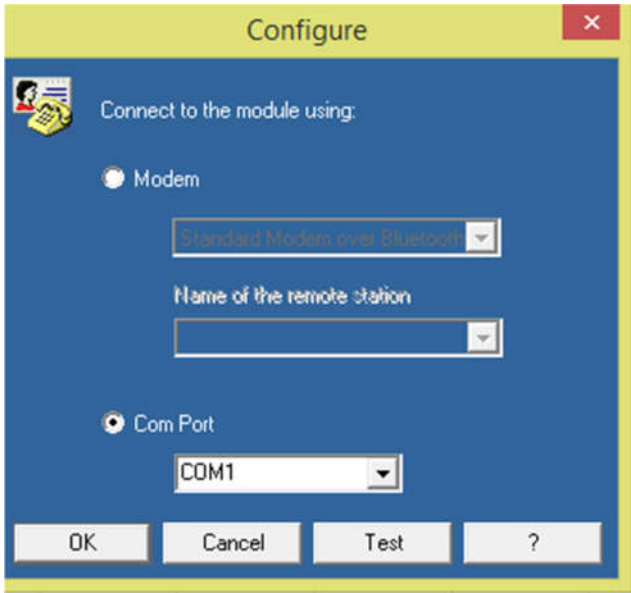 Configure
Connect to the module using:
Modem
Standard Modem over Bluetooth
Name of the remote station
Com Port
COM1
OK
Cancel
Test
?